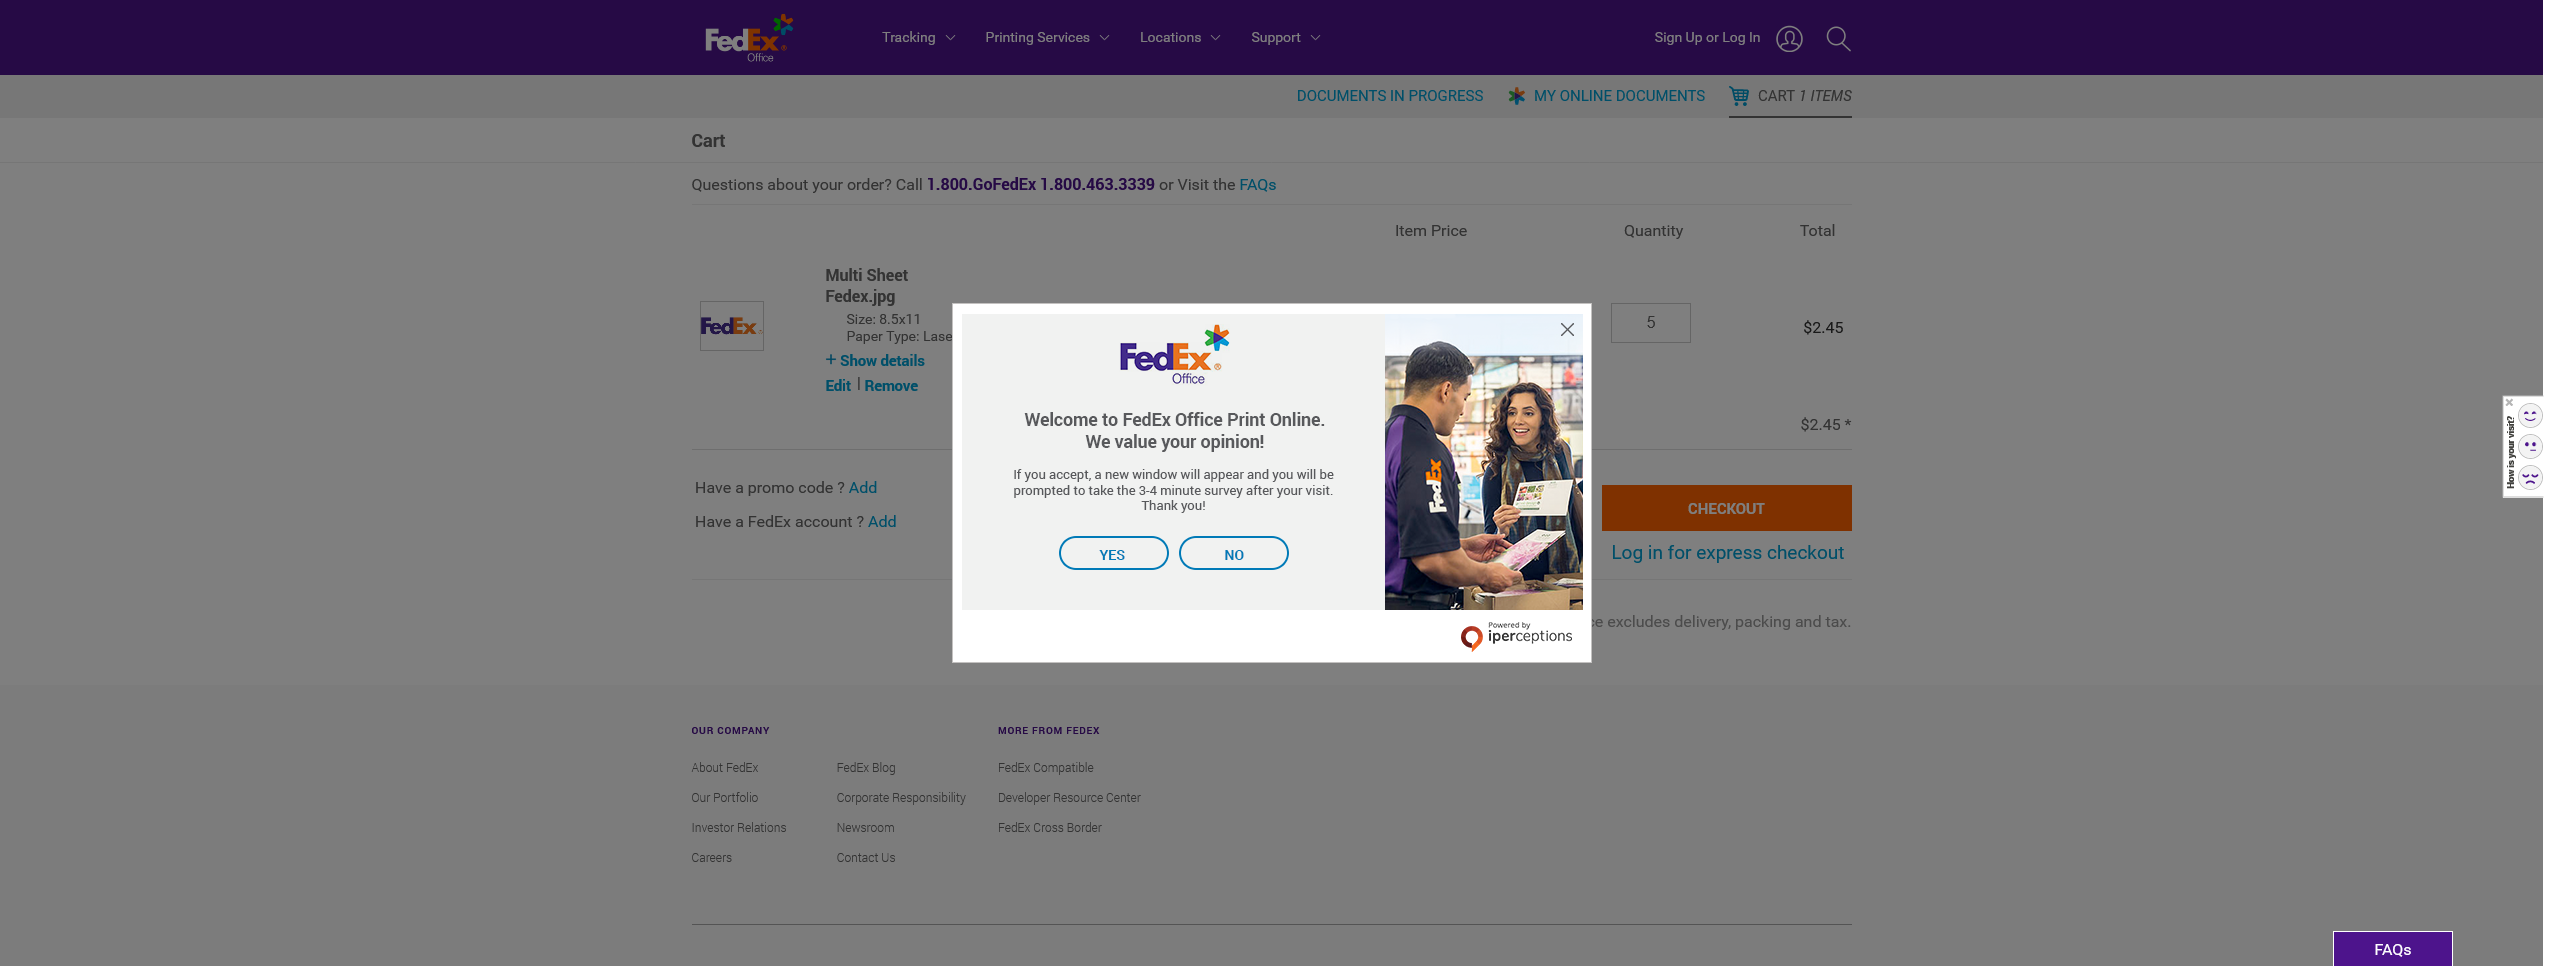 FedEx
Office
Tracking
Printing Services
Locations
Support
Sign Up or Log In
DOCUMENTS IN PROGRESS
MY ONLINE DOCUMENTS
CART 1 ITEMS
Cart
Questions about your order? Call 1.800.GoFedEx 1.800.463.3339 or Visit the FAQs
Item Price
Quantity
Total
Multi Sheet
Fedex.jpg
FedEx
Size: 8.5x11
Paper Type: Lase
+ Show details
Edit | Remove
5
$2.45
$2.45 *
Have a promo code ? Add
Have a FedEx account ? Add
CHECKOUT
Log in for express checkout
ce excludes delivery, packing and tax.
FedEx®
Office
Welcome to FedEx Office Print Online.
We value your opinion!
If you accept, a new window will appear and you will be
prompted to take the 3-4 minute survey after your visit.
Thank you!
YES
NO
FedEx
Powered by
iperceptions
How is your visit?
OUR COMPANY
MORE FROM FEDEX
About FedEx
FedEx Blog
FedEx Compatible
Our Portfolio
Corporate Responsibility
Developer Resource Center
Investor Relations
Newsroom
FedEx Cross Border
Careers
Contact Us
FAQs